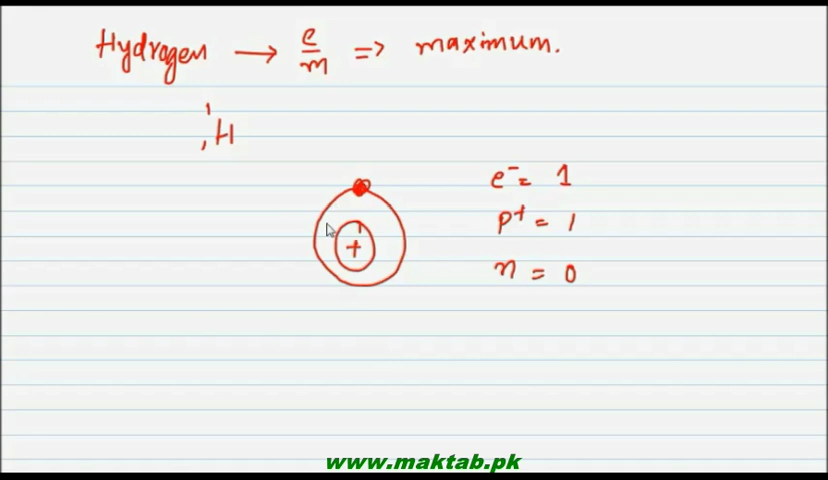 Hydrogen → e/m => maximum.
¹₁H
e⁻ = 1
p⁺ = 1
n = 0
+
www.maktab.pk